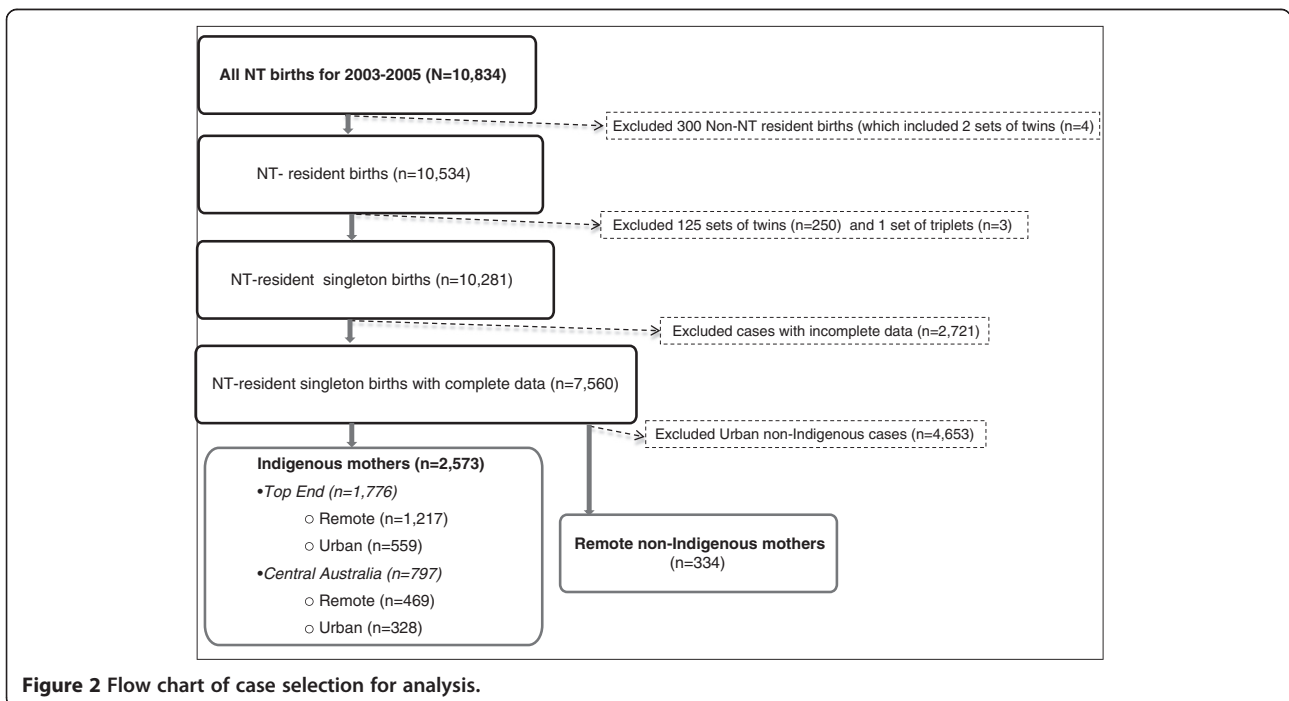 All NT births for 2003-2005 (N=10,834)
Excluded 300 Non-NT resident births (which included 2 sets of twins (n=4)
NT- resident births (n=10,534)
Excluded 125 sets of twins (n=250) and 1 set of triplets (n=3)
NT-resident singleton births (n=10,281)
Excluded cases with incomplete data (n=2,721)
NT-resident singleton births with complete data (n=7,560)
Excluded Urban non-Indigenous cases (n=4,653)
Indigenous mothers (n=2,573)
•Top End (n=1,776)
○ Remote (n=1,217)
○ Urban (n=559)
•Central Australia (n=797)
○ Remote (n=469)
○ Urban (n=328)
Remote non-Indigenous mothers
(n=334)
Figure 2 Flow chart of case selection for analysis.